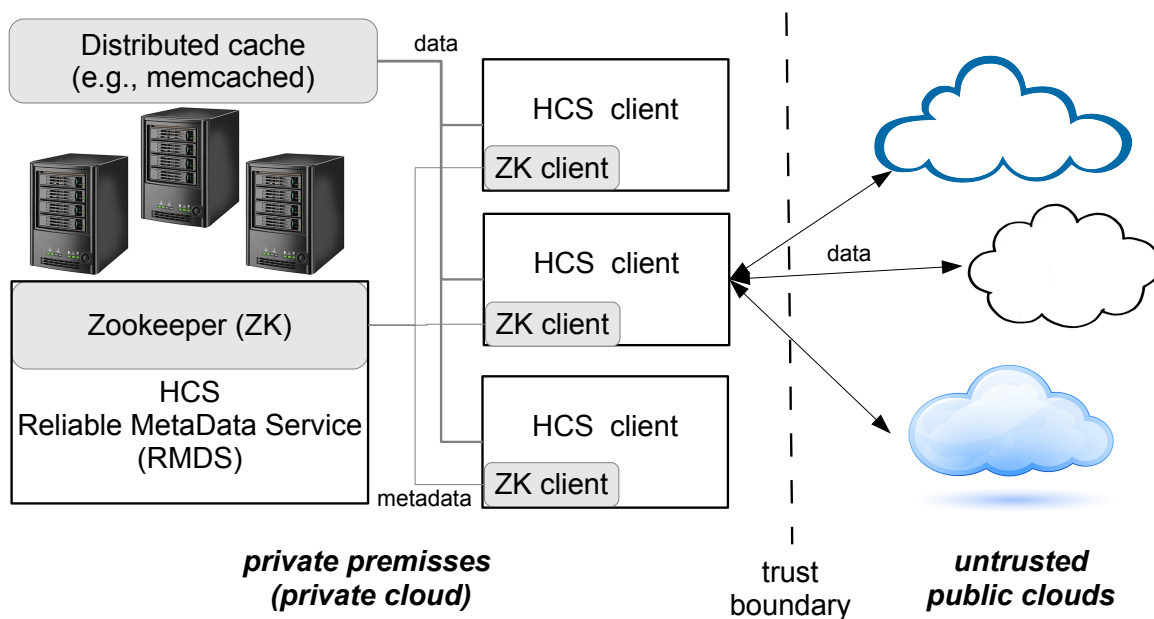 Distributed cache
(e.g., memcached)
data
HCS client
ZK client
HCS client
ZK client
data
Zookeeper (ZK)
HCS
Reliable MetaData Service
(RMDS)
HCS client
ZK client
metadata
private premisses
(private cloud)
trust
boundary
untrusted
public clouds